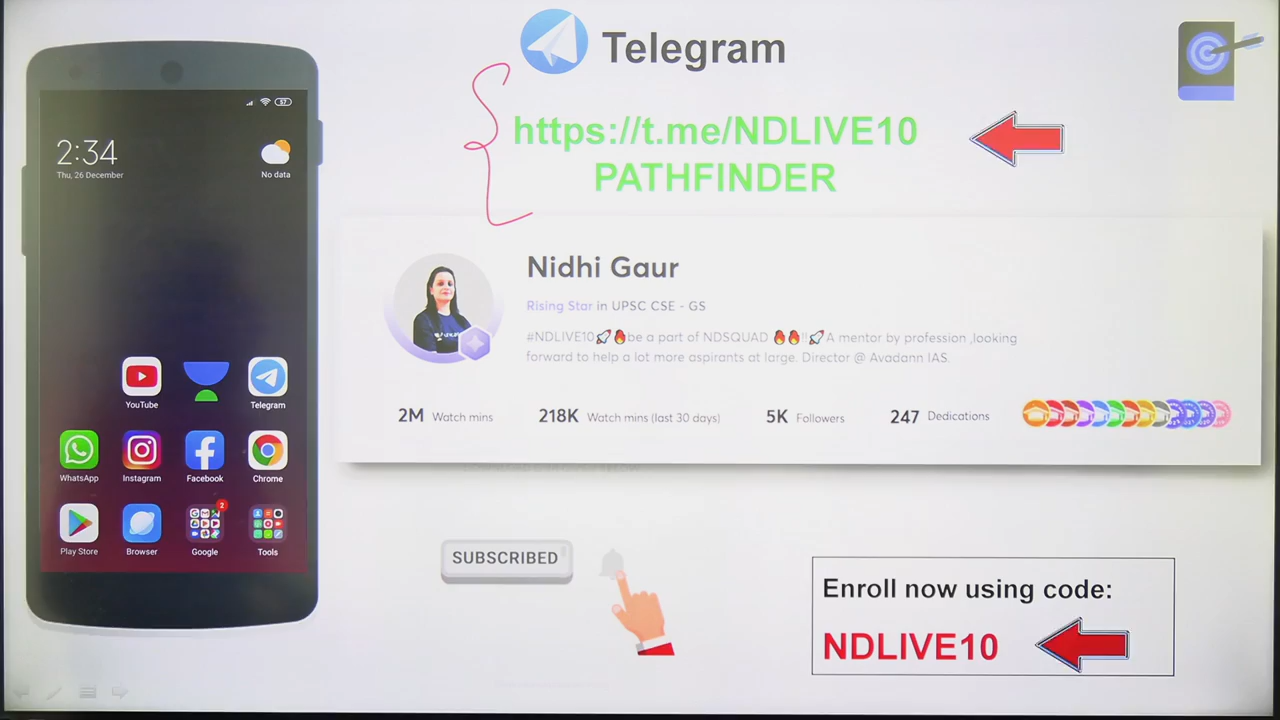 Telegram
https://t.me/NDLIVE10
PATHFINDER
57
2:34
Thu, 26 December
No data
YouTube
Telegram
WhatsApp
Instagram
Facebook
Chrome
2
Play Store
Browser
Google
Tools
Nidhi Gaur
Rising Star in UPSC CSE - GS
#NDLIVE10🚀🔥be a part of NDSQUAD 🔥🔥!!🚀A mentor by profession ,looking
forward to help a lot more aspirants at large. Director @ Avadann IAS.
2M Watch mins
218K Watch mins (last 30 days)
5K Followers
247 Dedications
SUBSCRIBED
Enroll now using code:
NDLIVE10